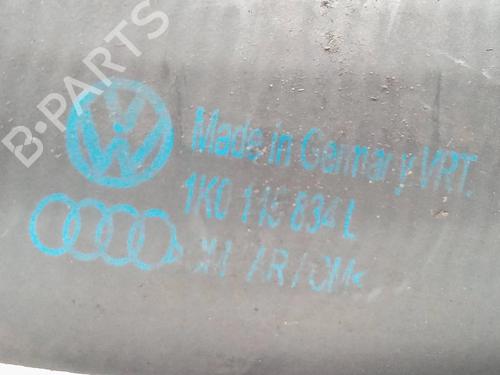 B-PARTS
Made in Germany VRT.
1K0 145 834 L